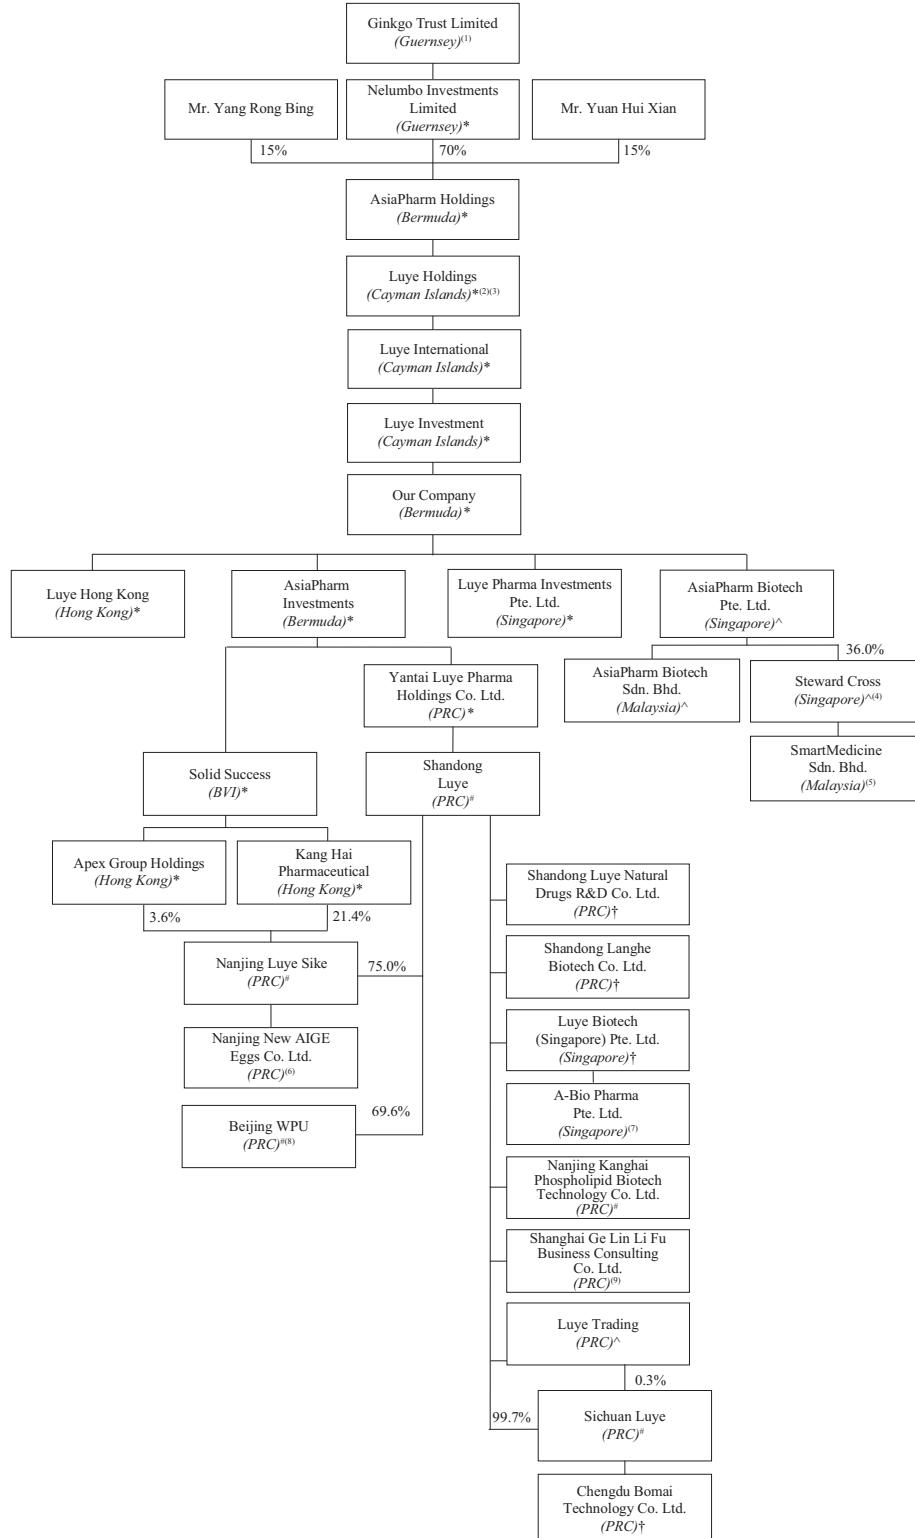 Ginkgo Trust Limited
(Guernsey)(1)
Mr. Yang Rong Bing
Nelumbo Investments
Limited
(Guernsey)*
Mr. Yuan Hui Xian
15%
70%
15%
AsiaPharm Holdings
(Bermuda)*
Luye Holdings
(Cayman Islands)*(2)(3)
Luye International
(Cayman Islands)*
Luye Investment
(Cayman Islands)*
Our Company
(Bermuda)*
Luye Hong Kong
(Hong Kong)*
AsiaPharm
Investments
(Bermuda)*
Luye Pharma Investments
Pte. Ltd.
(Singapore)*
AsiaPharm Biotech
Pte. Ltd.
(Singapore)^
36.0%
Yantai Luye Pharma
Holdings Co. Ltd.
(PRC)*
AsiaPharm Biotech
Sdn. Bhd.
(Malaysia)^
Steward Cross
(Singapore)^(4)
Solid Success
(BVI)*
Shandong
Luye
(PRC)#
SmartMedicine
Sdn. Bhd.
(Malaysia)(5)
Apex Group Holdings
(Hong Kong)*
Kang Hai
Pharmaceutical
(Hong Kong)*
3.6%
21.4%
Shandong Luye Natural
Drugs R&D Co. Ltd.
(PRC)†
Nanjing Luye Sike
(PRC)#
75.0%
Shandong Langhe
Biotech Co. Ltd.
(PRC)†
Nanjing New AIGE
Eggs Co. Ltd.
(PRC)(6)
Luye Biotech
(Singapore) Pte. Ltd.
(Singapore)†
Beijing WPU
(PRC)#(8)
69.6%
A-Bio Pharma
Pte. Ltd.
(Singapore)(7)
Nanjing Kanghai
Phospholipid Biotech
Technology Co. Ltd.
(PRC)#
Shanghai Ge Lin Li Fu
Business Consulting
Co. Ltd.
(PRC)(9)
Luye Trading
(PRC)^
0.3%
99.7%
Sichuan Luye
(PRC)#
Chengdu Bomai
Technology Co. Ltd.
(PRC)†